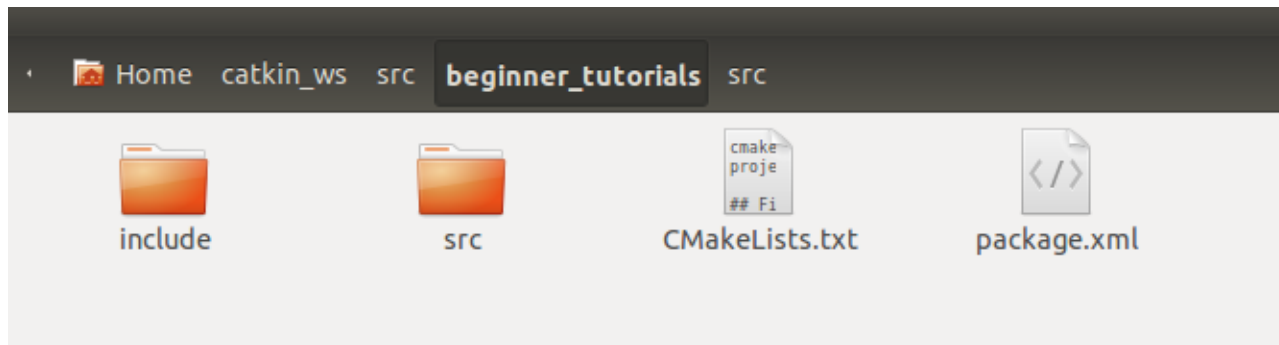 Home catkin_ws src beginner_tutorials src
cmake
proje
## Fi
</>
include src CMakeLists.txt package.xml